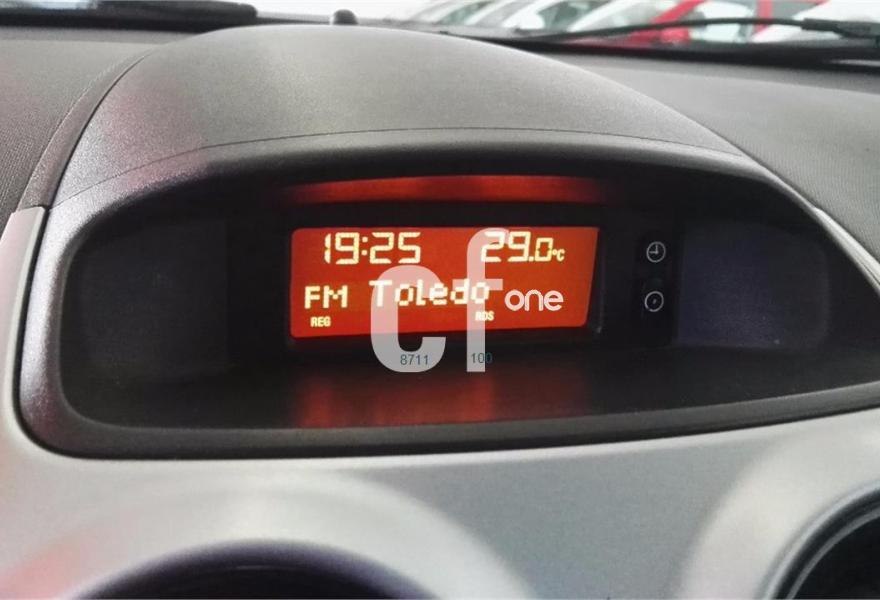 19:25 29.0°C
FM Toledo
REG RDS
cf one
8711 100